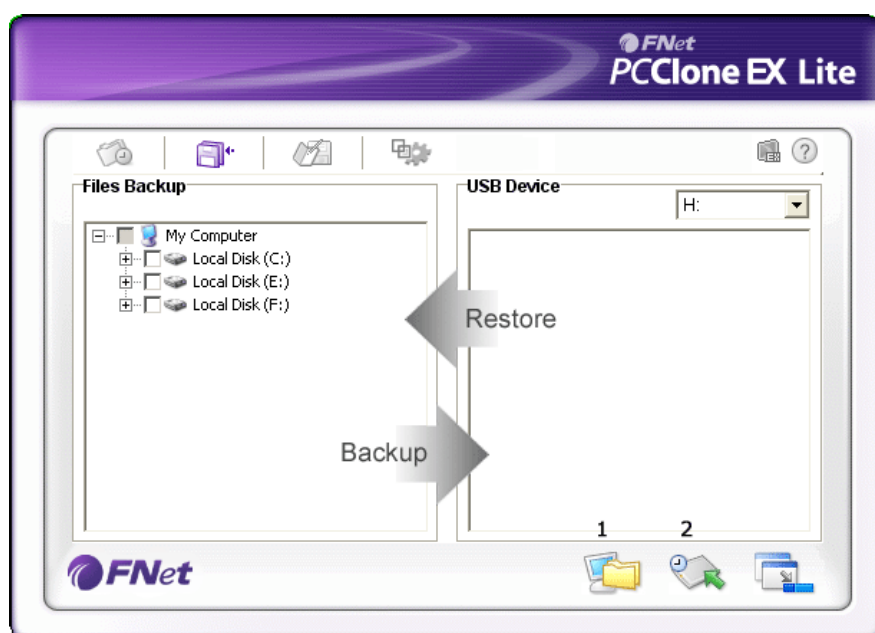 FNet
PCClone EX Lite
Files Backup
USB Device
H:
My Computer
Local Disk (C:)
Local Disk (E:)
Local Disk (F:)
Restore
Backup
1 2
FNet